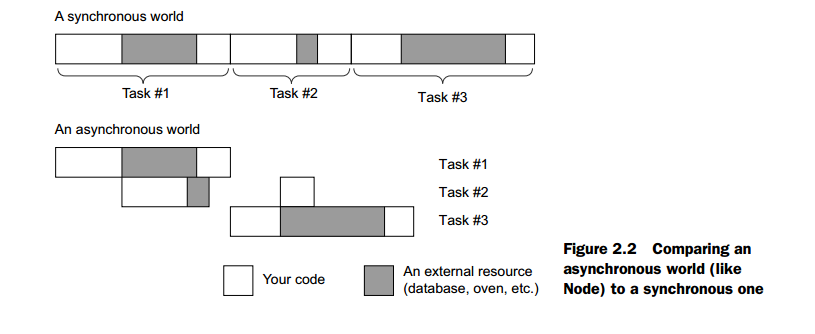 A synchronous world
Task #1
Task #2
Task #3
An asynchronous world
Task #1
Task #2
Task #3
Your code
An external resource
(database, oven, etc.)
Figure 2.2 Comparing an
asynchronous world (like
Node) to a synchronous one